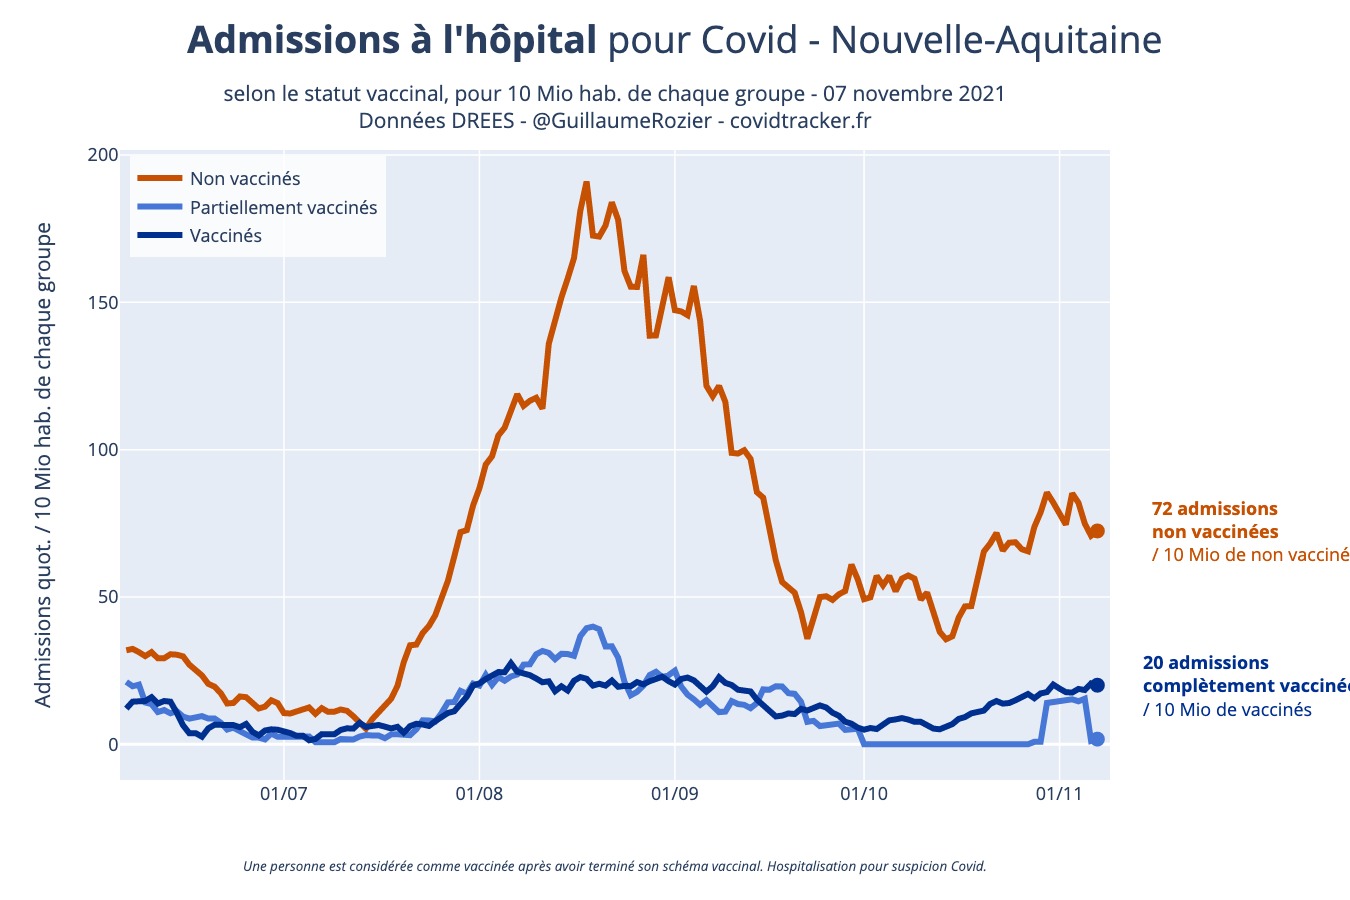 Admissions à l'hôpital pour Covid - Nouvelle-Aquitaine
selon le statut vaccinal, pour 10 Mio hab. de chaque groupe - 07 novembre 2021
Données DREES - @GuillaumeRozier - covidtracker.fr
Admissions quot. / 10 Mio hab. de chaque groupe
200
150
100
50
0
Non vaccinés
Partiellement vaccinés
Vaccinés
72 admissions
non vaccinées
/ 10 Mio de non vacciné
20 admissions
complètement vacciné
/ 10 Mio de vaccinés
01/07
01/08
01/09
01/10
01/11
Une personne est considérée comme vaccinée après avoir terminé son schéma vaccinal. Hospitalisation pour suspicion Covid.